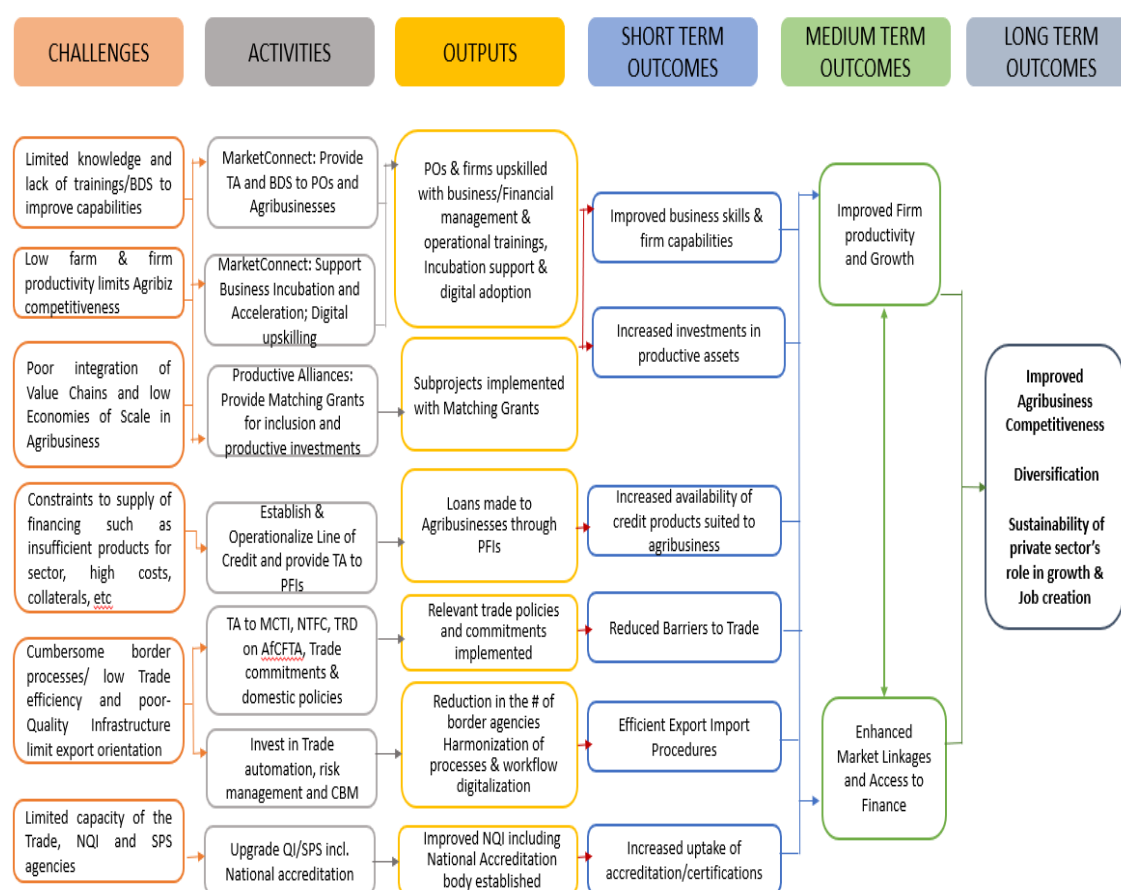 CHALLENGES
ACTIVITIES
OUTPUTS
SHORT TERM
OUTCOMES
MEDIUM TERM
OUTCOMES
LONG TERM
OUTCOMES
Limited knowledge and
lack of trainings/BDS to
improve capabilities
Low farm & firm
productivity limits Agribiz
competitiveness
Poor integration of
Value Chains and low
Economies of Scale in
Agribusiness
Constraints to supply of
financing such as
insufficient products for
sector, high costs,
collaterals, etc
Cumbersome border
processes/ low Trade
efficiency and poor-
Quality Infrastructure
limit export orientation
Limited capacity of the
Trade, NQI and SPS
agencies
MarketConnect: Provide
TA and BDS to POs and
Agribusinesses
MarketConnect: Support
Business Incubation and
Acceleration; Digital
upskilling
Productive Alliances:
Provide Matching Grants
for inclusion and
productive investments
Establish &
Operationalize Line of
Credit and provide TA to
PFIs
TA to MCTI, NTFC, TRD
on AfCFTA, Trade
commitments &
domestic policies
Invest in Trade
automation, risk
management and CBM
Upgrade QI/SPS incl.
National accreditation
POs & firms upskilled
with business/Financial
management &
operational trainings,
Incubation support &
digital adoption
Subprojects implemented
with Matching Grants
Loans made to
Agribusinesses through
PFIs
Relevant trade policies
and commitments
implemented
Reduction in the # of
border agencies
Harmonization of
processes & workflow
digitalization
Improved NQI including
National Accreditation
body established
Improved business skills &
firm capabilities
Increased investments in
productive assets
Increased availability of
credit products suited to
agribusiness
Reduced Barriers to Trade
Efficient Export Import
Procedures
Increased uptake of
accreditation/certifications
Improved Firm
productivity
and Growth
Enhanced
Market Linkages
and Access to
Finance
Improved
Agribusiness
Competitiveness
Diversification
Sustainability of
private sector's
role in growth &
Job creation